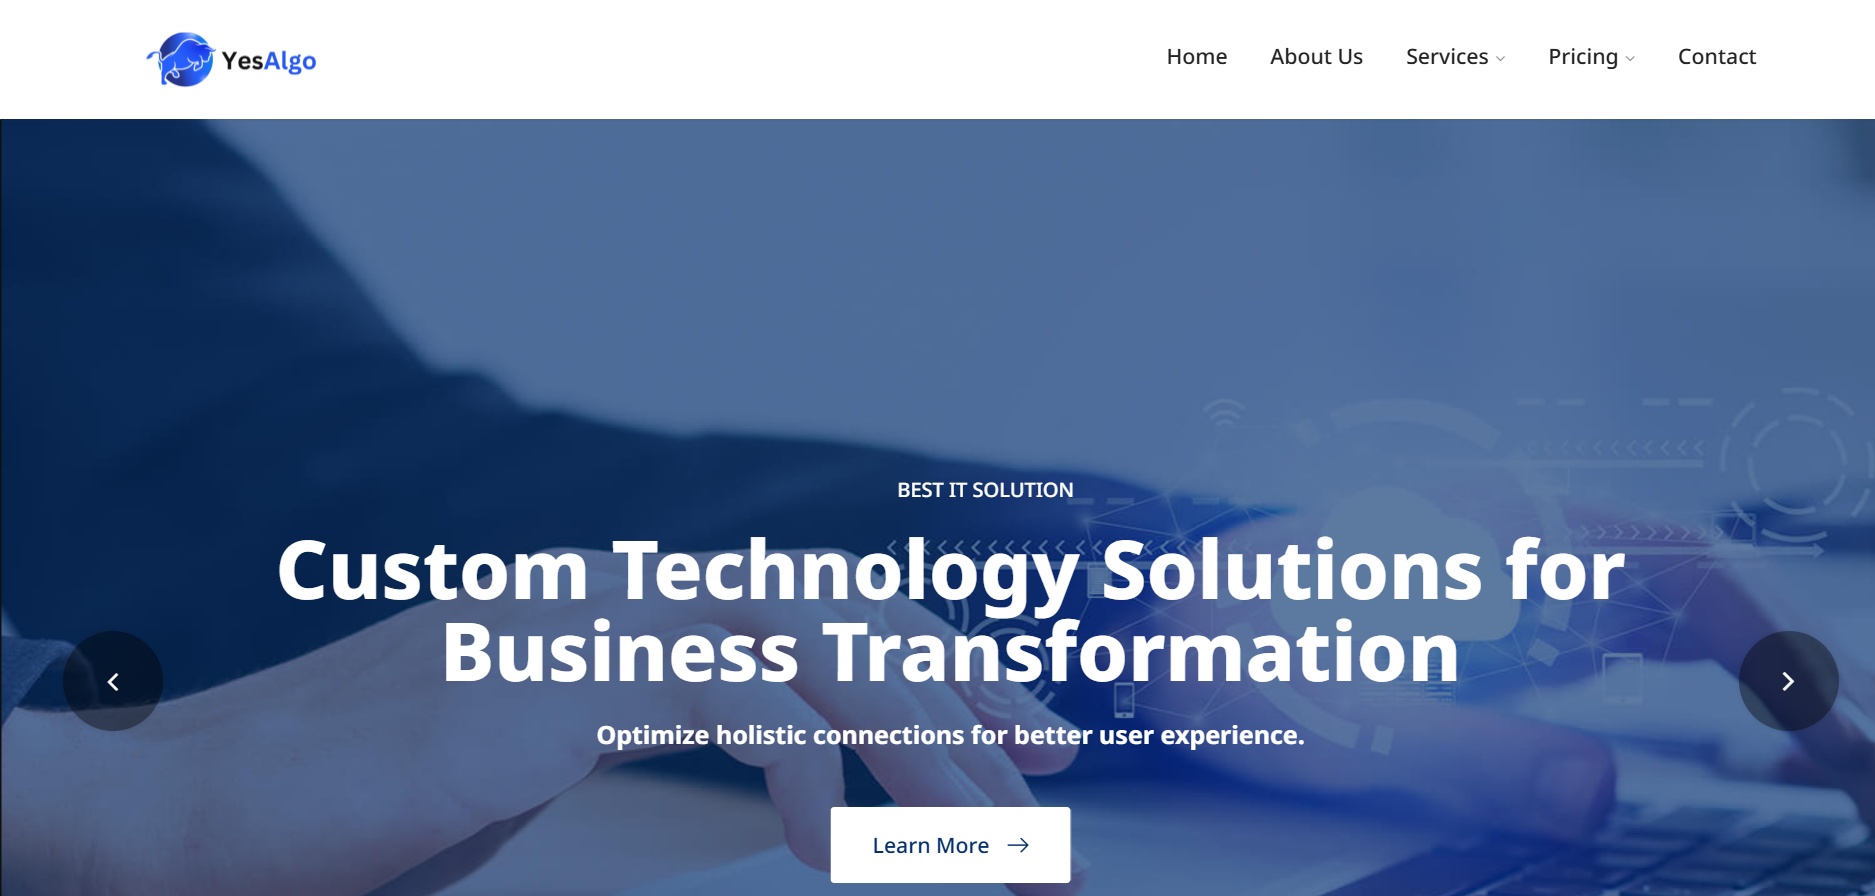 YesAlgo
Home
About Us
Services
Pricing
Contact
BEST IT SOLUTION
Custom Technology Solutions for
Business Transformation
Optimize holistic connections for better user experience.
Learn More